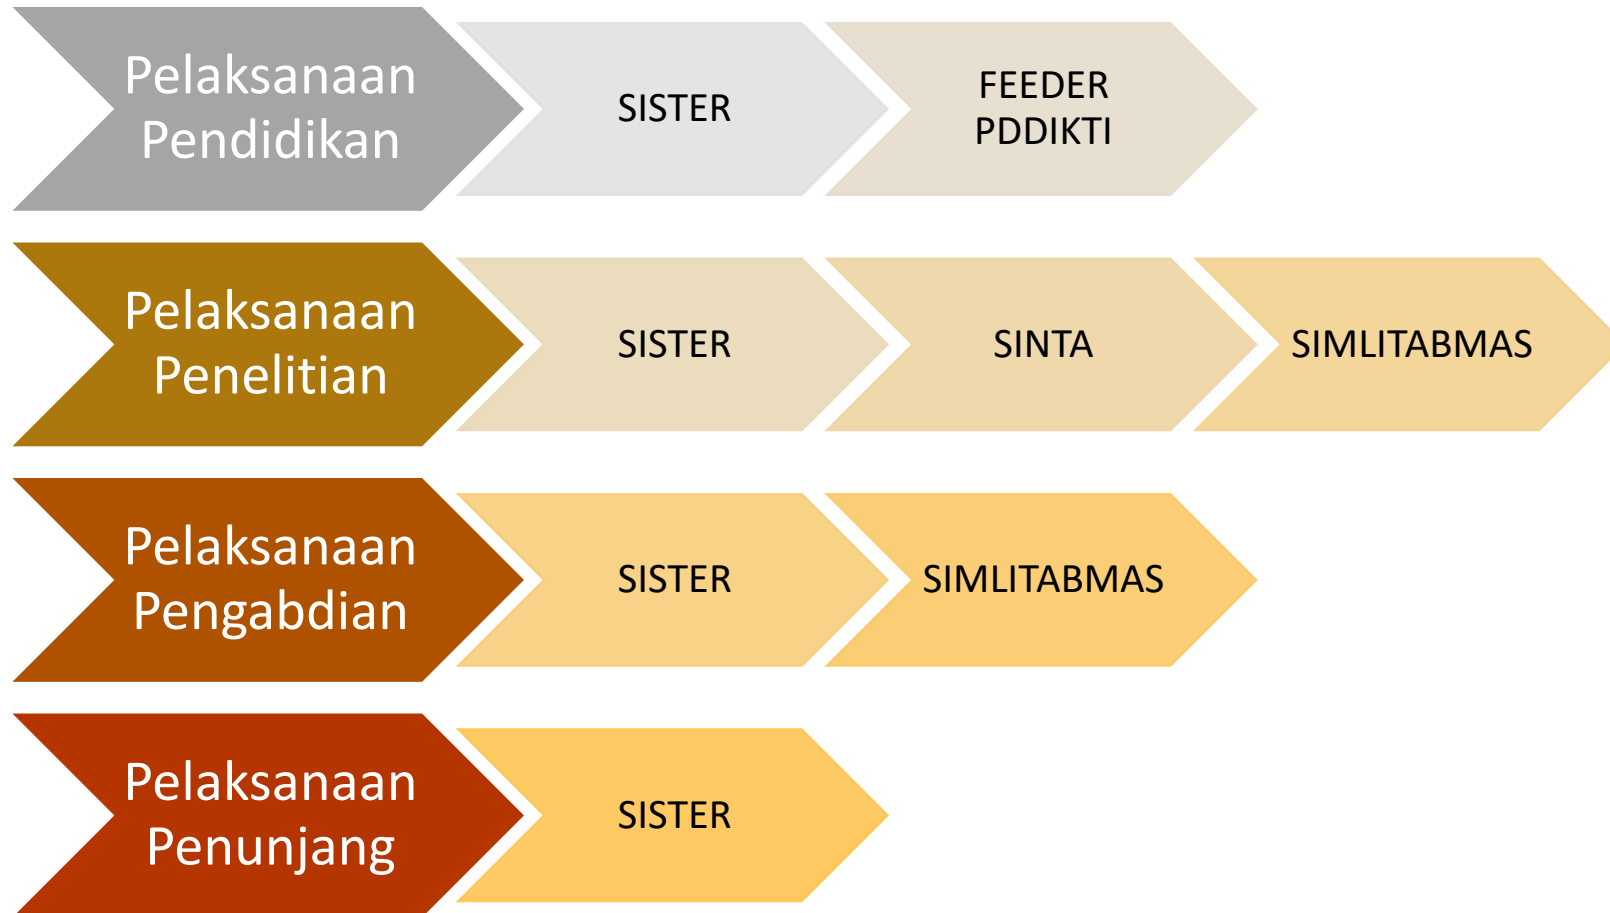 Pelaksanaan
Pendidikan
SISTER
FEEDER
PDDIKTI
Pelaksanaan
Penelitian
SISTER
SINTA
SIMLITABMAS
Pelaksanaan
Pengabdian
SISTER
SIMLITABMAS
Pelaksanaan
Penunjang
SISTER